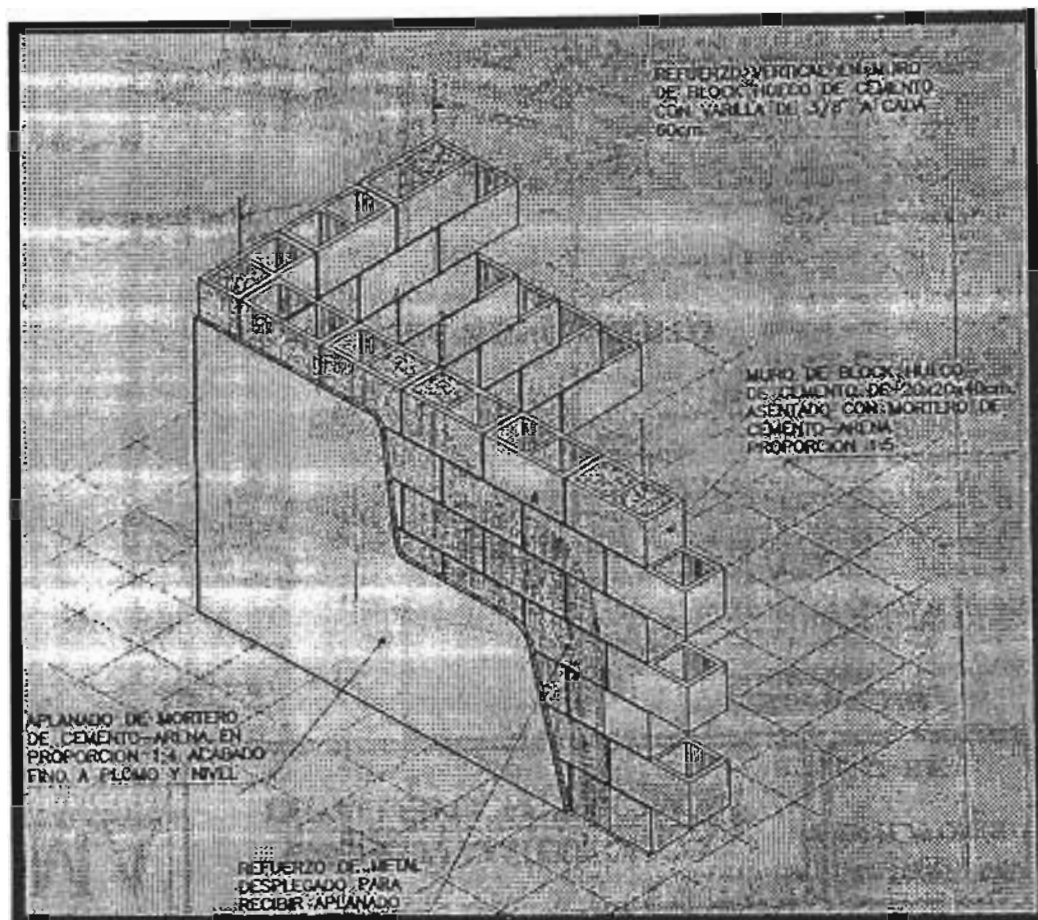 REFUERZO VERTICAL EN MURO
DE BLOCK HUECO DE CEMENTO
CON VARILLA DE 3/8" A CADA
60cm.
MURO DE BLOCK HUECO
DE CEMENTO DE 20x20x40cm.
ASENTADO CON MORTERO DE
CEMENTO-ARENA
PROPORCION 1:5
APLANADO DE MORTERO
DE CEMENTO-ARENA EN
PROPORCION 1:4 ACABADO
FINO A PLOMO Y NIVEL
REFUERZO DE METAL
DESPLEGADO PARA
RECIBIR APLANADO